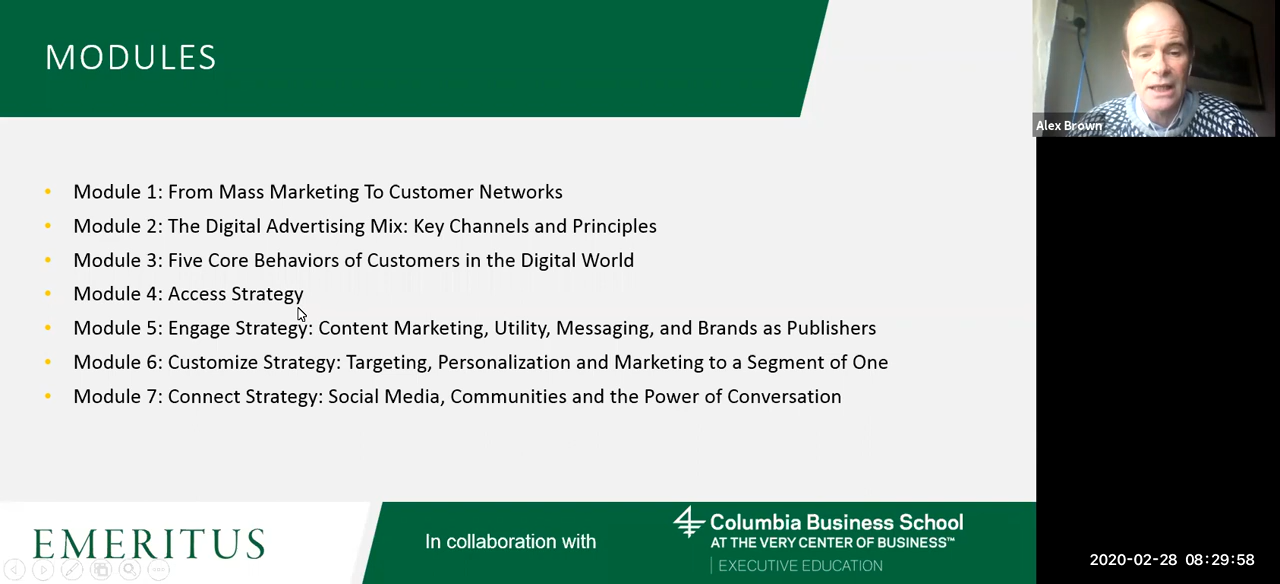 MODULES
Alex Brown
• Module 1: From Mass Marketing To Customer Networks
• Module 2: The Digital Advertising Mix: Key Channels and Principles
• Module 3: Five Core Behaviors of Customers in the Digital World
• Module 4: Access Strategy
• Module 5: Engage Strategy: Content Marketing, Utility, Messaging, and Brands as Publishers
• Module 6: Customize Strategy: Targeting, Personalization and Marketing to a Segment of One
• Module 7: Connect Strategy: Social Media, Communities and the Power of Conversation
EMERITUS
In collaboration with
Columbia Business School
AT THE VERY CENTER OF BUSINESS™
EXECUTIVE EDUCATION
2020-02-28 08:29:58